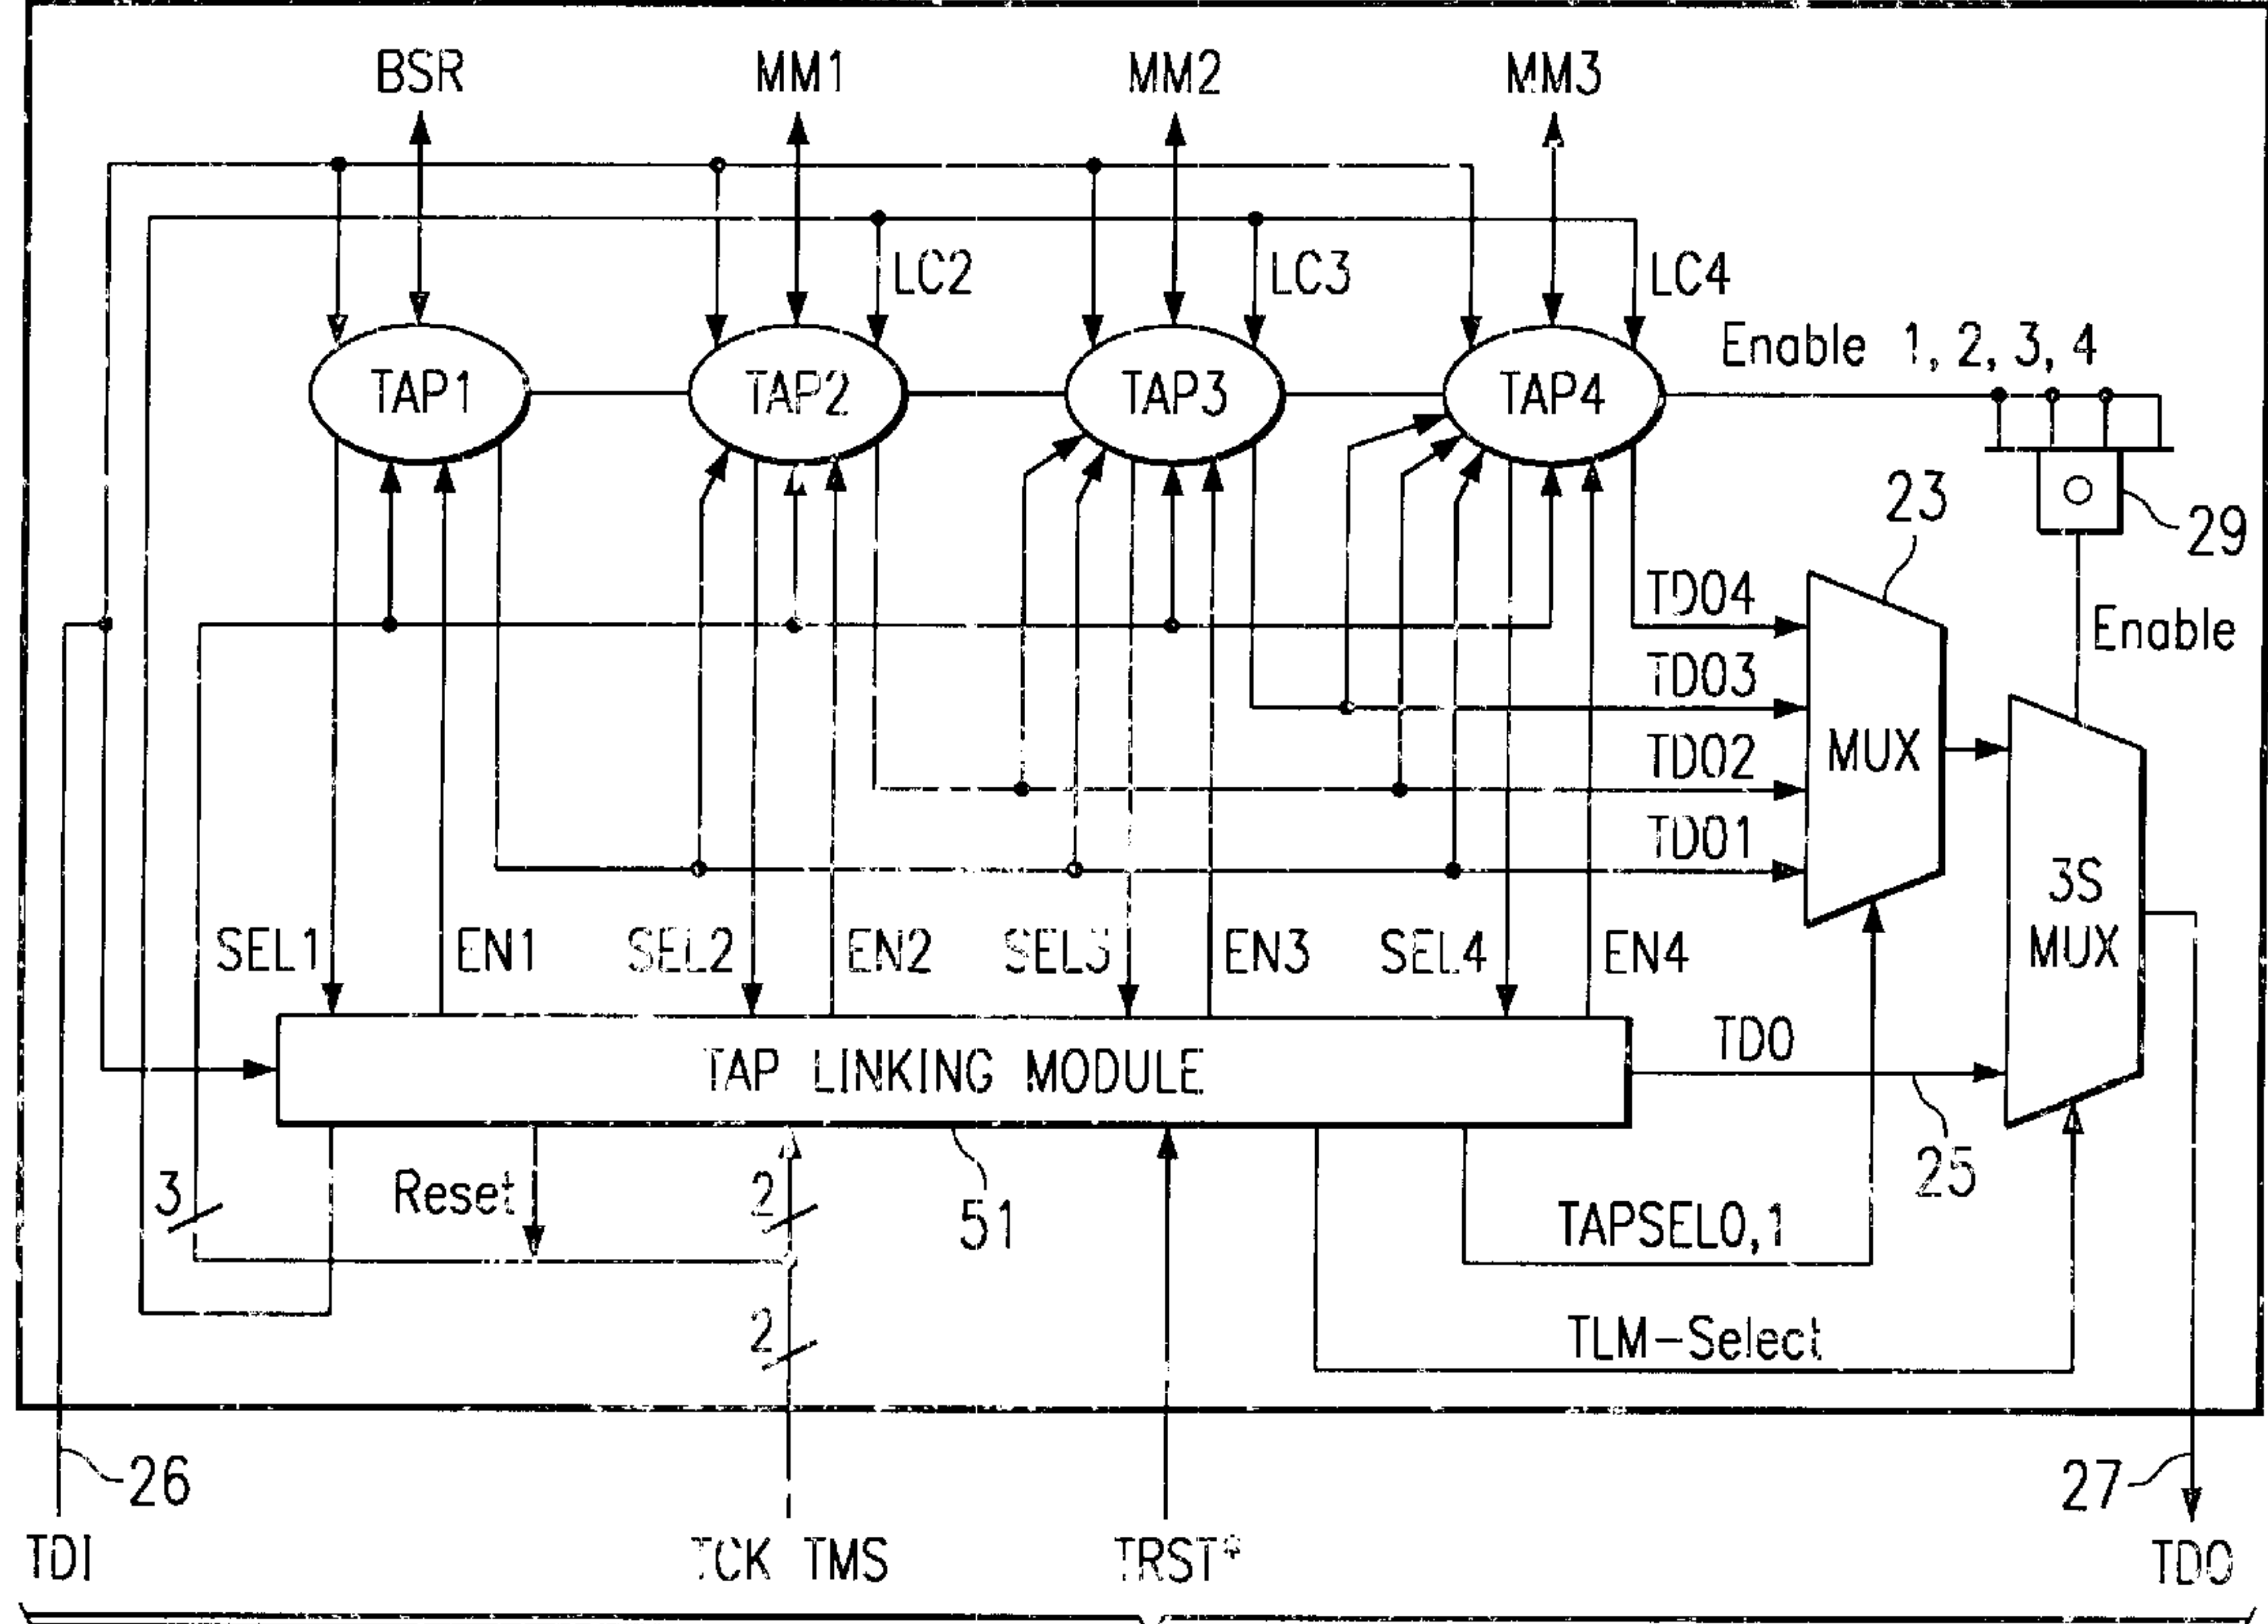 BSR MM1 MM2 MM3
LC2 LC3 LC4
Enable 1, 2, 3, 4
TAP1 TAP2 TAP3 TAP4
23
29
TDO4
Enable
TDO3
MUX
TDO2
TDO1
3S
MUX
SEL1 EN1 SEL2 EN2 SEL3 EN3 SEL4 EN4
TAP LINKING MODULE
TDO
3
Reset
2
51
25
TAPSEL0,1
2
TLM-Select
26
27
TDI
TCK TMS
TRST*
TDO